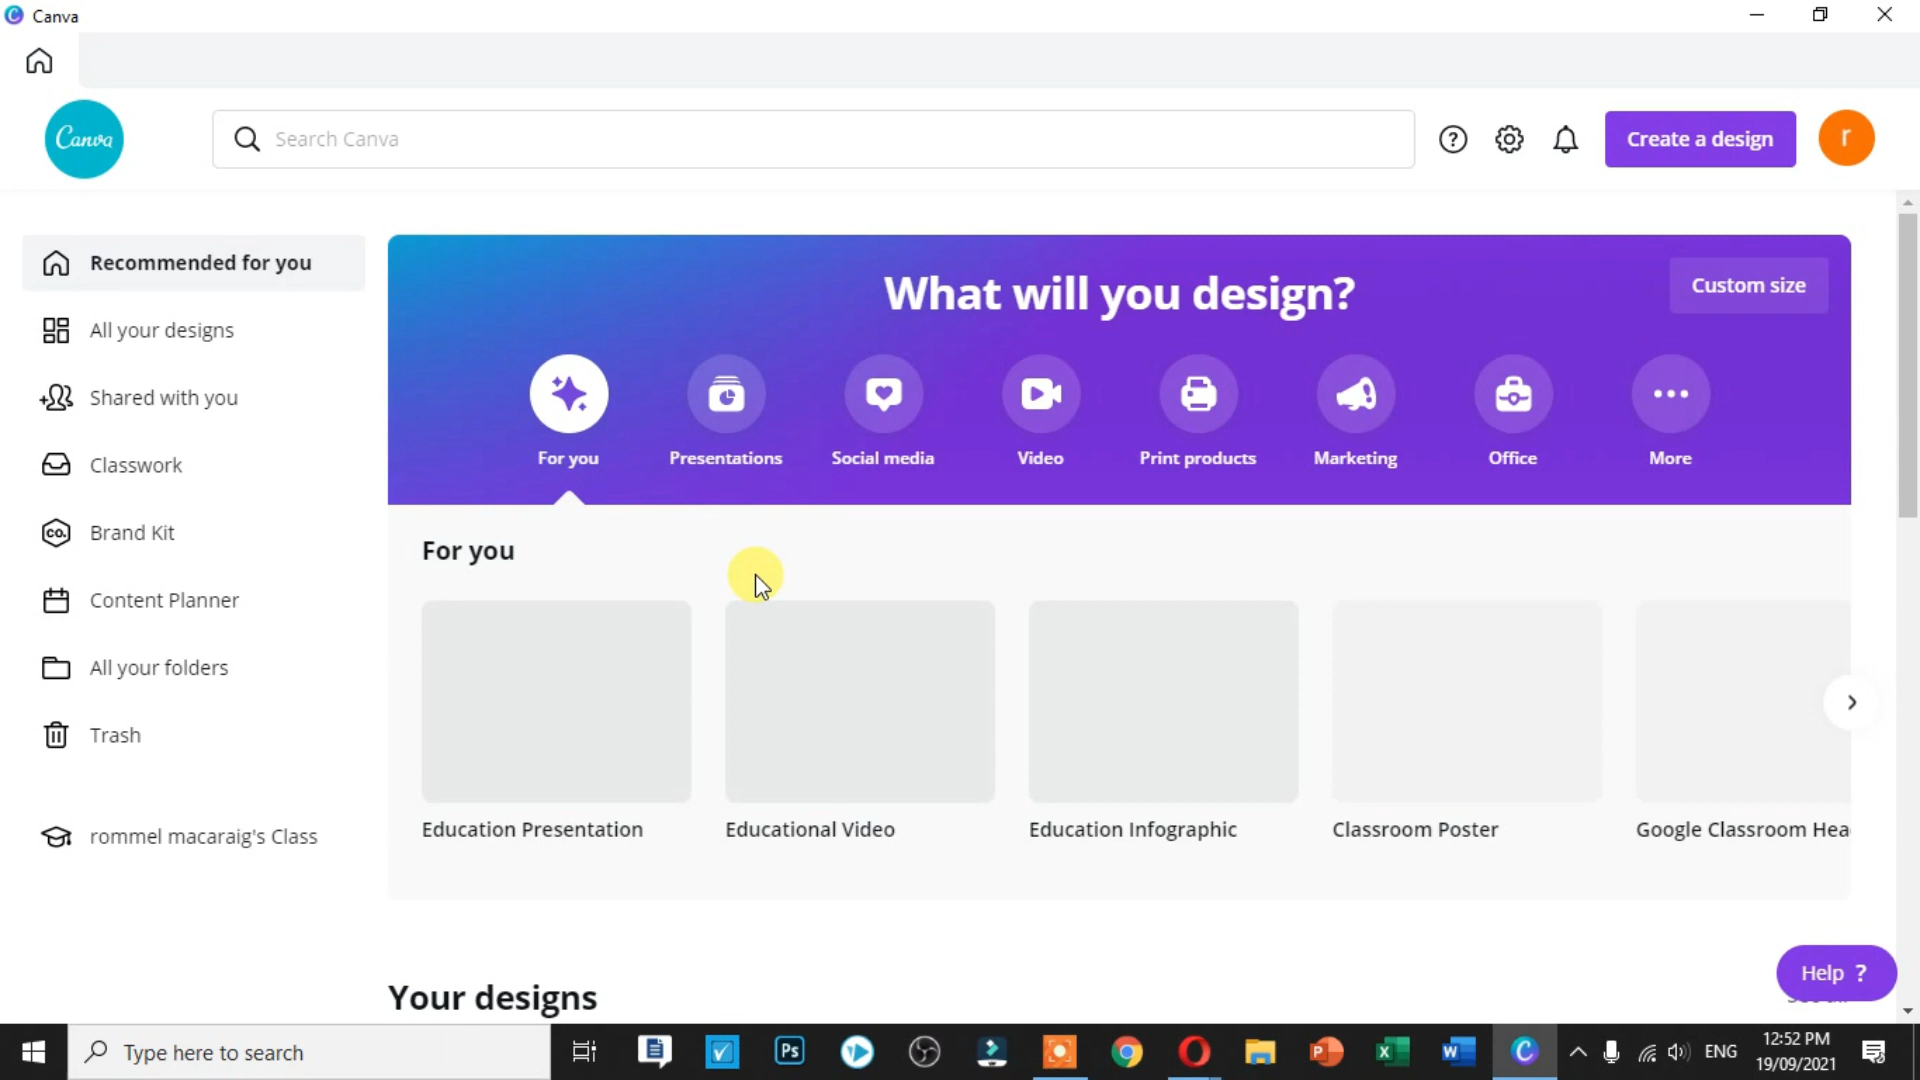 Canva
Canva
Search Canva
Create a design
r
Recommended for you
All your designs
Shared with you
Classwork
CO.
Brand Kit
Content Planner
All your folders
Trash
rommel macaraig's Class
What will you design?
Custom size
For you
Presentations
Social media
Video
Print products
Marketing
Office
More
For you
Education Presentation
Educational Video
Education Infographic
Classroom Poster
Google Classroom Hea
Your designs
Help ?
Type here to search
Ps
ENG
12:52 PM
19/09/2021